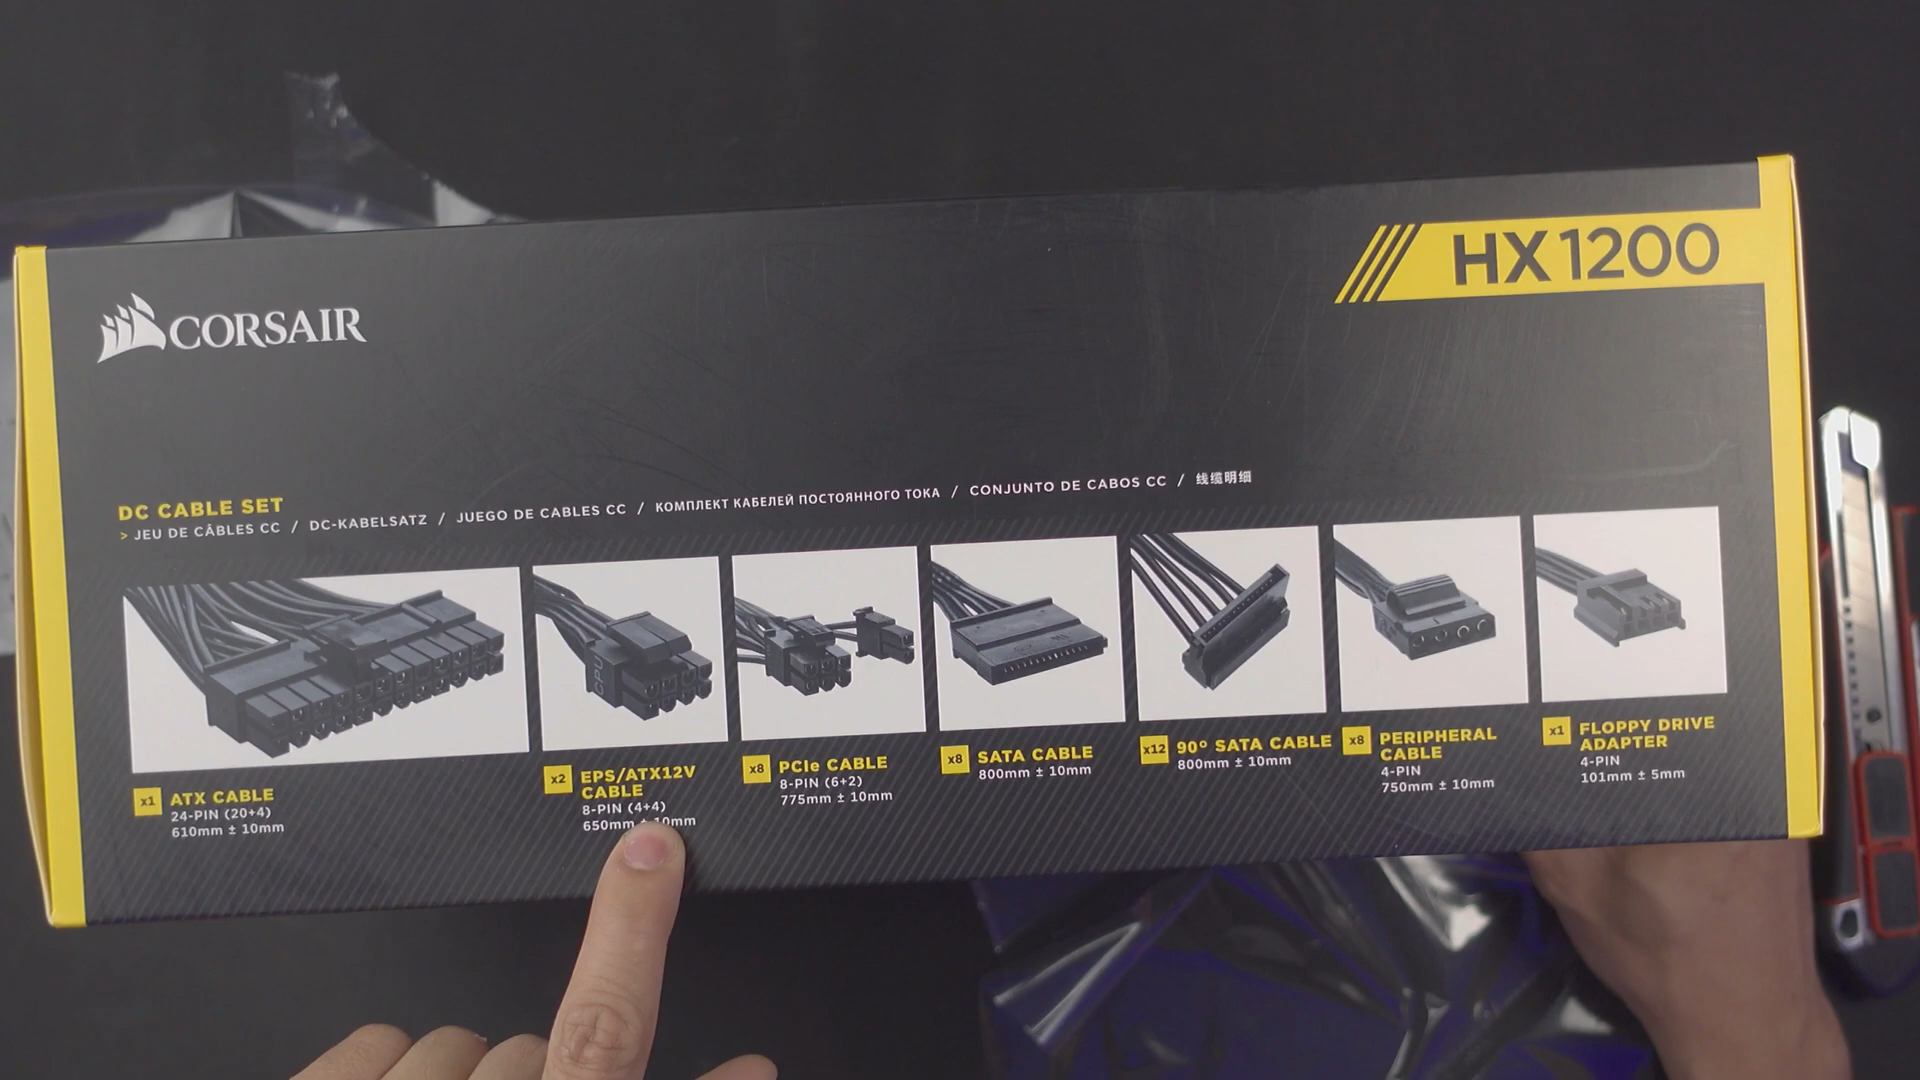 HX1200
CORSAIR
DC CABLE SET
> JEU DE CÂBLES CC / DC-KABELSATZ / JUEGO DE CABLES CC / КОМПЛЕКТ КАБЕЛЕЙ ПОСТОЯННОГО ТОКА / CONJUNTO DE CABOS CC / 线缆明细
CPU
x1 ATX CABLE
24-PIN (20+4)
610mm ± 10mm
x2 EPS/ATX12V
CABLE
8-PIN (4+4)
650mm ± 10mm
x8 PCIe CABLE
8-PIN (6+2)
775mm ± 10mm
x8 SATA CABLE
800mm ± 10mm
x12 90º SATA CABLE
800mm ± 10mm
x8 PERIPHERAL
CABLE
4-PIN
750mm ± 10mm
x1 FLOPPY DRIVE
ADAPTER
4-PIN
101mm ± 5mm